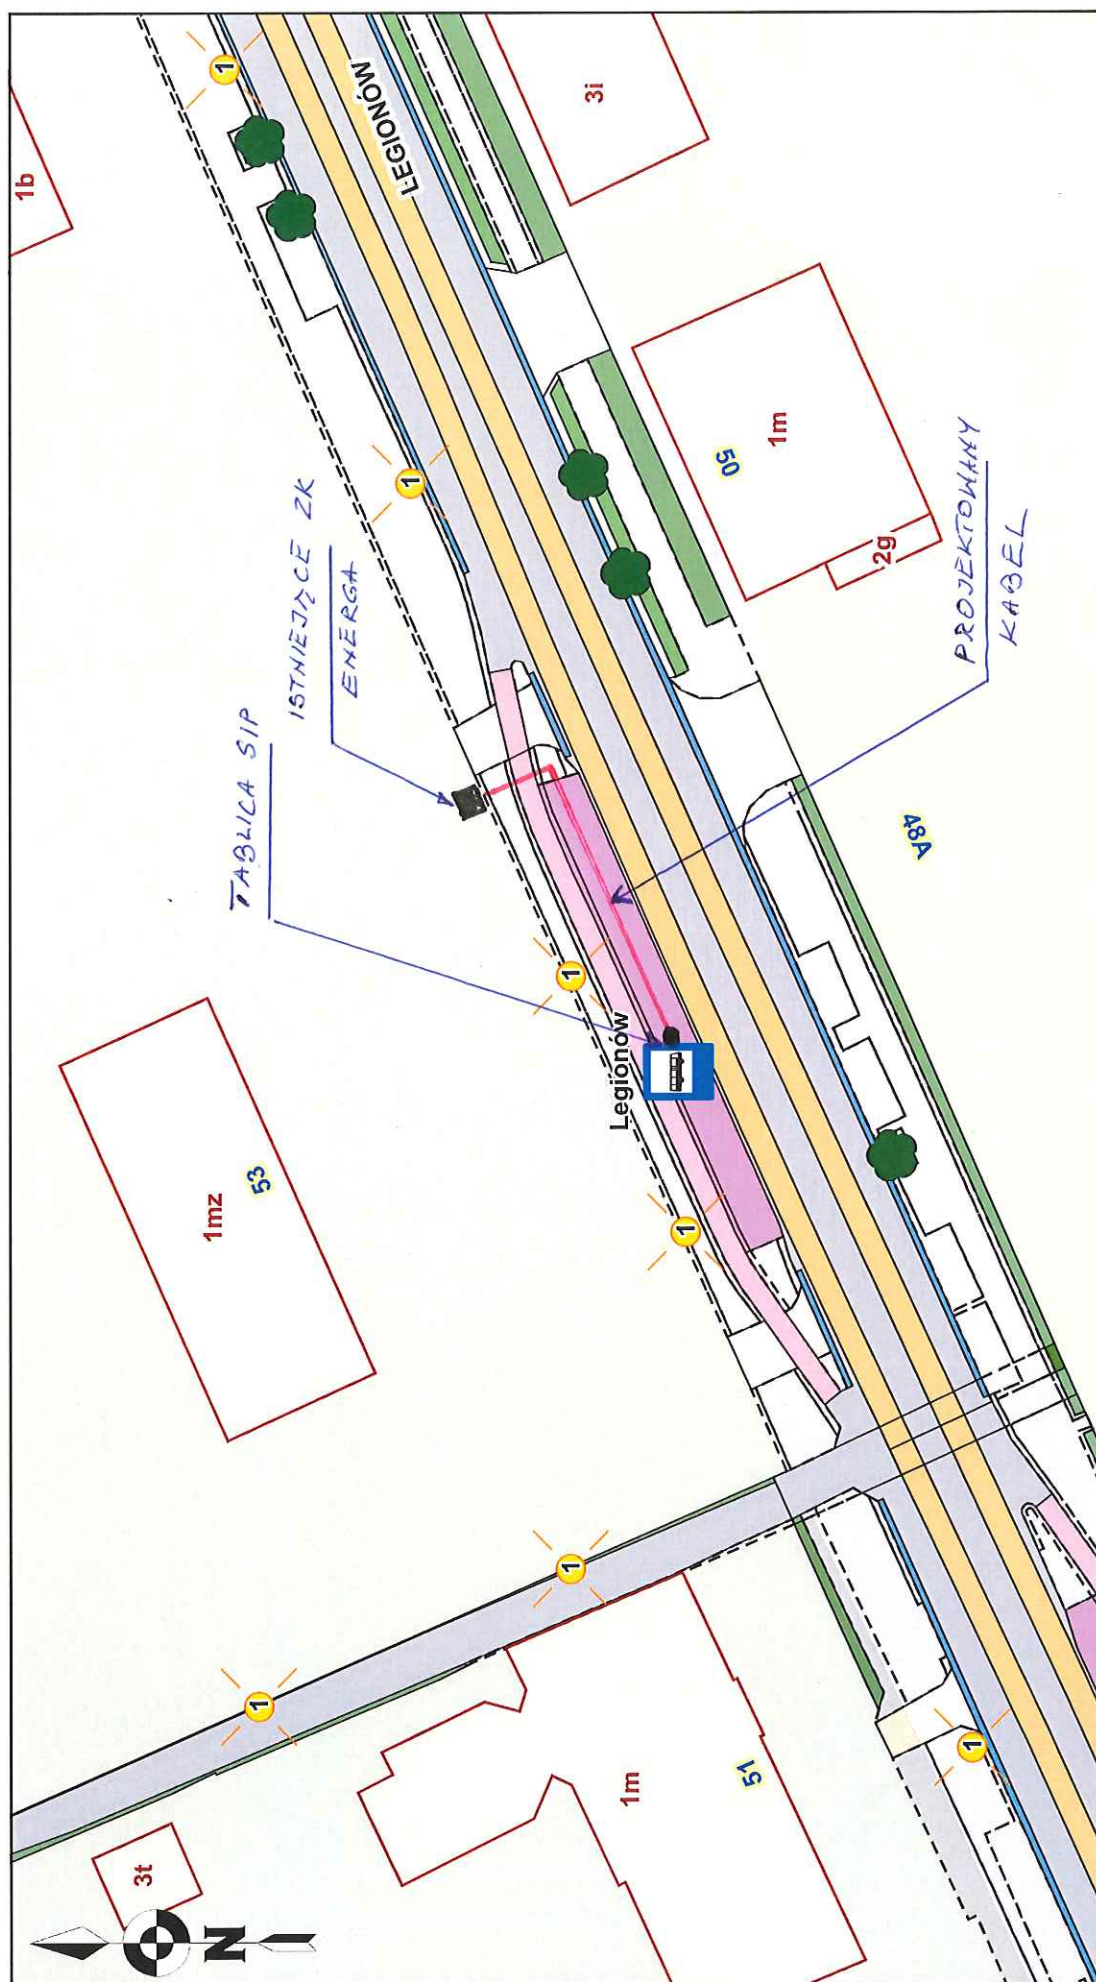 1b
1
3i
LEGIONÓW
1
1m
50
2g
ISTNIEJĄCE ZK
ENERGA
TABLICA SIP
PROJEKTOWANY
KABEL
48A
1
Legionów
1
1mz
53
1
1
1m
51
1
3t
N